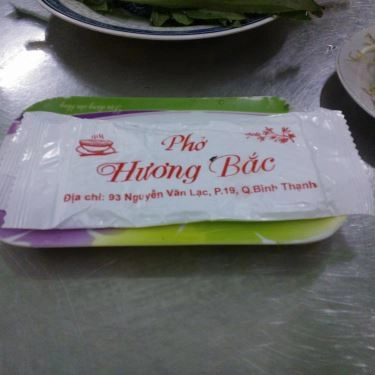 Phở
Hương Bắc
Địa chỉ: 93 Nguyễn Văn Lạc, P.19, Q.Bình Thạnh